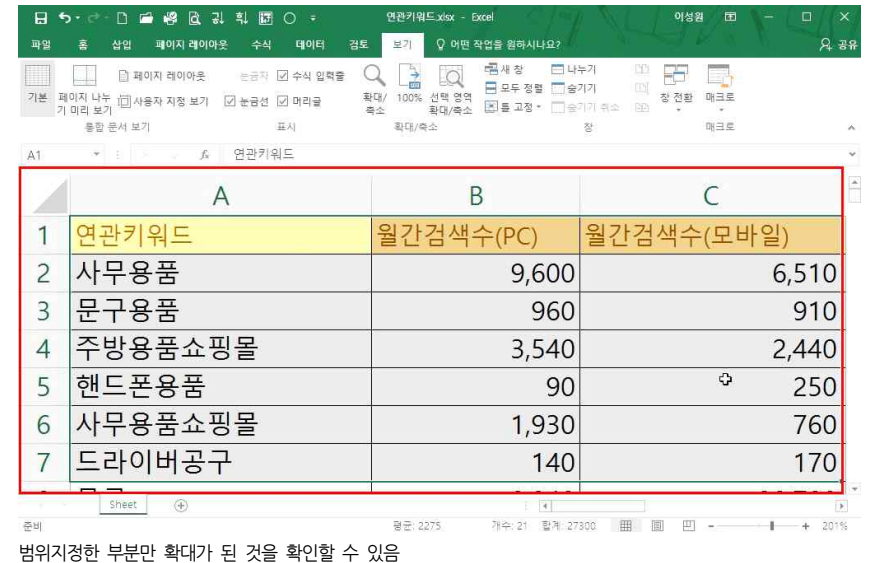 연관키워드.xlsx - Excel 이성원
파일 홈 삽입 페이지 레이아웃 수식 데이터 검토 보기 어떤 작업을 원하시나요? 공유
기본 페이지 나누기 미리 보기 페이지 레이아웃 사용자 지정 보기
통합 문서 보기
눈금자 수식 입력줄
눈금선 머리글
표시
확대/축소 100% 선택 영역 확대/축소
확대/축소
새 창 나누기
모두 정렬 숨기기
틀 고정 숨기기 취소
창 전환
창
매크로
매크로
A1 fx 연관키워드
A B C
1 연관키워드 월간검색수(PC) 월간검색수(모바일)
2 사무용품 9,600 6,510
3 문구용품 960 910
4 주방용품쇼핑몰 3,540 2,440
5 핸드폰용품 90 250
6 사무용품쇼핑몰 1,930 760
7 드라이버공구 140 170
Sheet
준비 평균: 2275 개수: 21 합계: 27300 201%
범위지정한 부분만 확대가 된 것을 확인할 수 있음